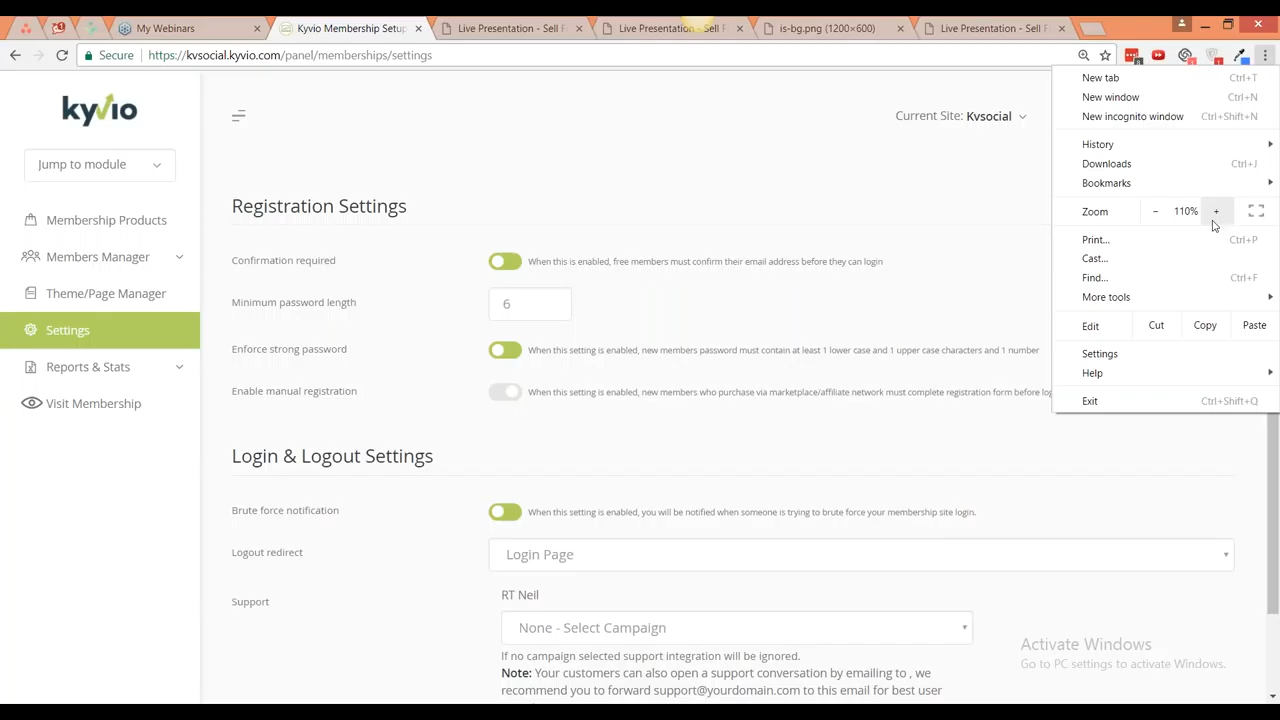 My Webinars
Kyvio Membership Setup
Live Presentation - Sell F
Live Presentation - Sell F
is-bg.png (1200×600)
Live Presentation - Sell F
Secure
https://kvsocial.kyvio.com/panel/memberships/settings
kyvio
Jump to module
Membership Products
Members Manager
Theme/Page Manager
Settings
Reports & Stats
Visit Membership
Current Site: Kvsocial
Registration Settings
Confirmation required
When this is enabled, free members must confirm their email address before they can login
Minimum password length
6
Enforce strong password
When this setting is enabled, new members password must contain at least 1 lower case and 1 upper case characters and 1 number
Enable manual registration
When this setting is enabled, new members who purchase via marketplace/affiliate network must complete registration form before
Login & Logout Settings
Brute force notification
When this setting is enabled, you will be notified when someone is trying to brute force your membership site login.
Logout redirect
Login Page
Support
RT Neil
None - Select Campaign
If no campaign selected support integration will be ignored.
Note: Your customers can also open a support conversation by emailing to , we
recommend you to forward support@yourdomain.com to this email for best user
New tab Ctrl+T
New window Ctrl+N
New incognito window Ctrl+Shift+N
History
Downloads Ctrl+J
Bookmarks
Zoom - 110% +
Print... Ctrl+P
Cast...
Find... Ctrl+F
More tools
Edit Cut Copy Paste
Settings
Help
Exit Ctrl+Shift+Q
Activate Windows
Go to PC settings to activate Windows.